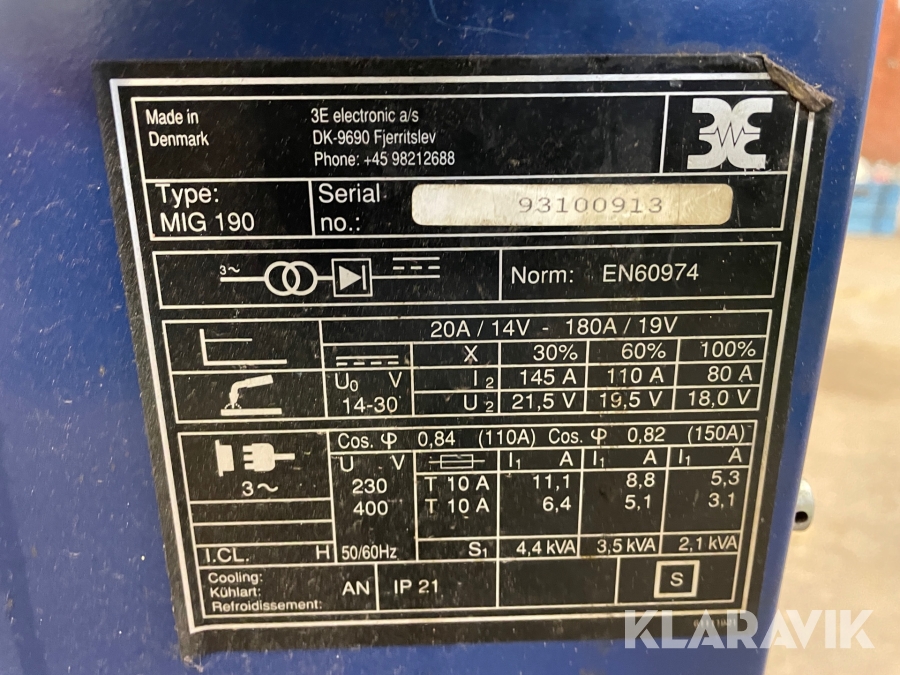 Made in
Denmark
3E electronic a/s
DK-9690 Fjerritslev
Phone: +45 98212688
Type:
MIG 190
Serial
no.:
93100913
3~
Norm: EN60974
20A / 14V - 180A / 19V
X 30% 60% 100%
U₀ V I₂ 145 A 110 A 80 A
14-30 U₂ 21,5 V 19,5 V 18,0 V
Cos. φ 0,84 (110A) Cos. φ 0,82 (150A)
U V I₁ A I₁ A I₁ A
3~
230 T 10 A 11,1 8,8 5,3
400 T 10 A 6,4 5,1 3,1
I.CL. H 50/60Hz S₁ 4,4 kVA 3,5 kVA 2,1 kVA
Cooling:
Kühlart:
Refroidissement:
AN IP 21
S
KLARAVIK